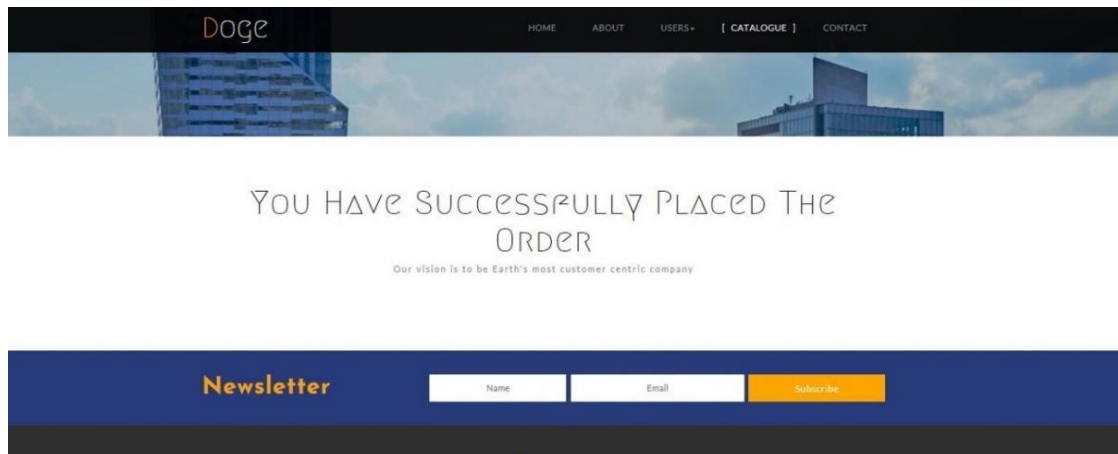 Doge
HOME ABOUT USERS [ CATALOGUE ] CONTACT
You Have Successfully Placed The
Order
Our vision is to be Earth's most customer centric company
Newsletter Name Email Subscribe